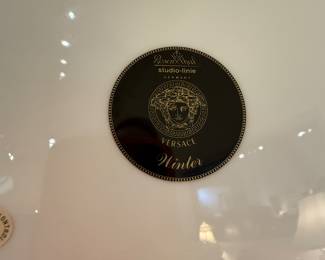 Rosenthal
studio-linie
GERMANY
VERSACE
Winter